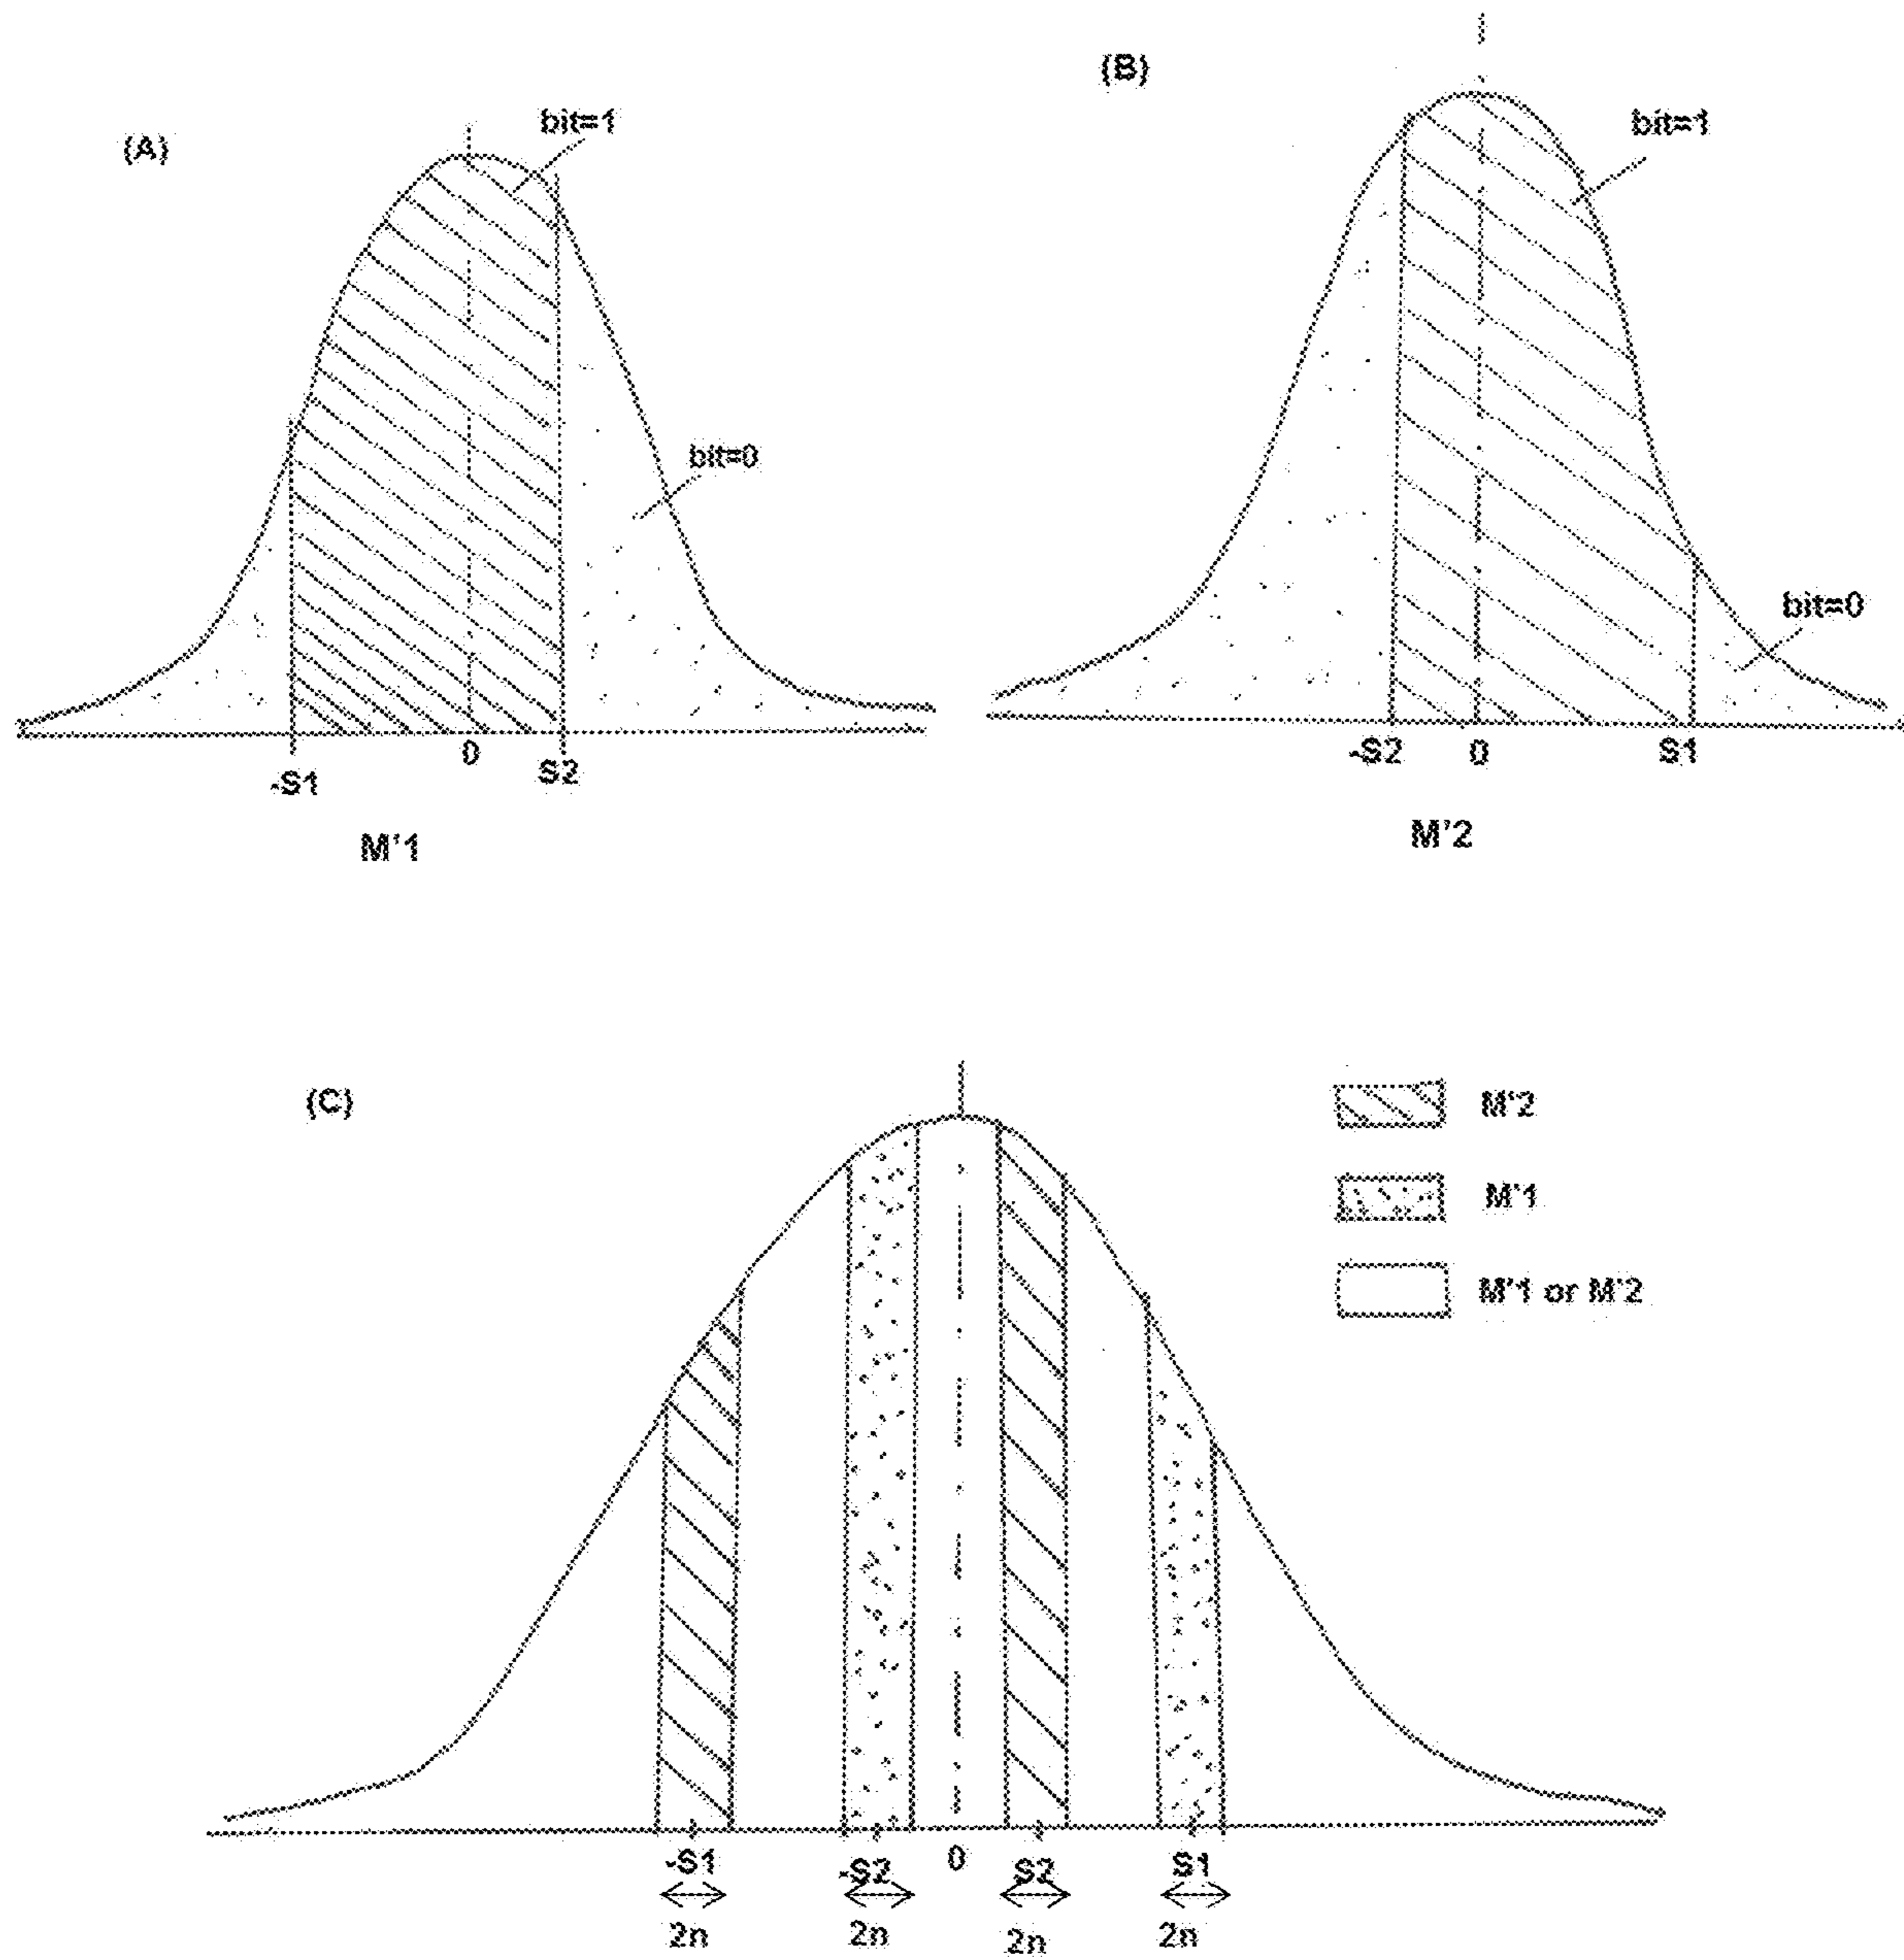 (A)
bit=1
bit=0
-S1
0
S2
M'1
(B)
bit=1
bit=0
-S2
0
S1
M'2
(C)
M'2
M'1
M'1 or M'2
-S1
-S2
0
S2
S1
2n
2n
2n
2n